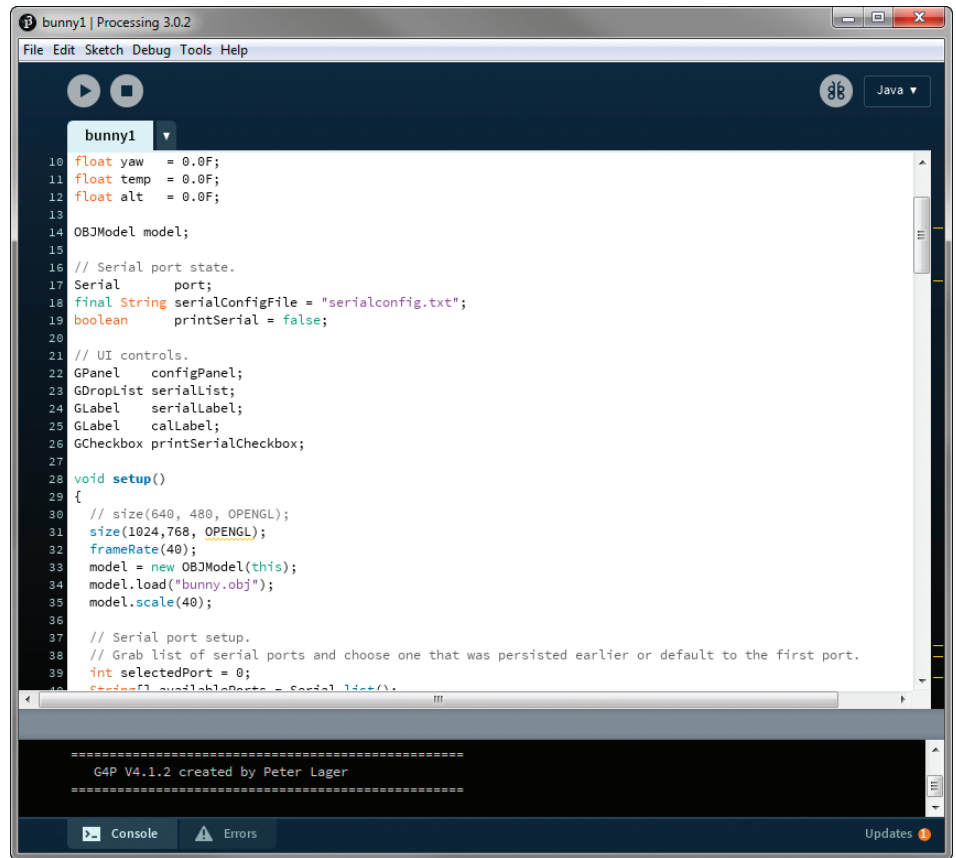 bunny1 | Processing 3.0.2
File Edit Sketch Debug Tools Help
Java ▼
bunny1 ▼
10 float yaw   = 0.0F;
11 float temp  = 0.0F;
12 float alt   = 0.0F;
13
14 OBJModel model;
15
16 // Serial port state.
17 Serial       port;
18 final String serialConfigFile = "serialconfig.txt";
19 boolean      printSerial = false;
20
21 // UI controls.
22 GPanel    configPanel;
23 GDropList serialList;
24 GLabel    serialLabel;
25 GLabel    calLabel;
26 GCheckbox printSerialCheckbox;
27
28 void setup()
29 {
30   // size(640, 480, OPENGL);
31   size(1024,768, OPENGL);
32   frameRate(40);
33   model = new OBJModel(this);
34   model.load("bunny.obj");
35   model.scale(40);
36
37   // Serial port setup.
38   // Grab list of serial ports and choose one that was persisted earlier or default to the first port.
39   int selectedPort = 0;
40   String[] availablePorts = Serial.list();
===================================================
   G4P V4.1.2 created by Peter Lager
===================================================
Console Errors Updates 1